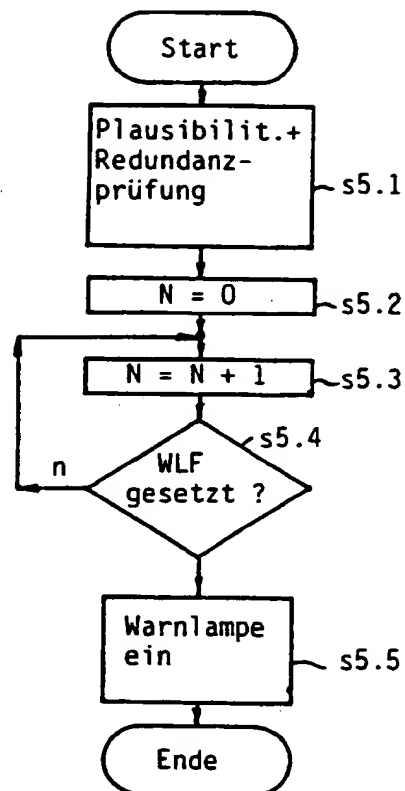 Start
Plausibilit.+
Redundanz-
prüfung
s5.1
N = 0
s5.2
N = N + 1
s5.3
s5.4
WLF
gesetzt ?
n
Warnlampe
ein
s5.5
Ende